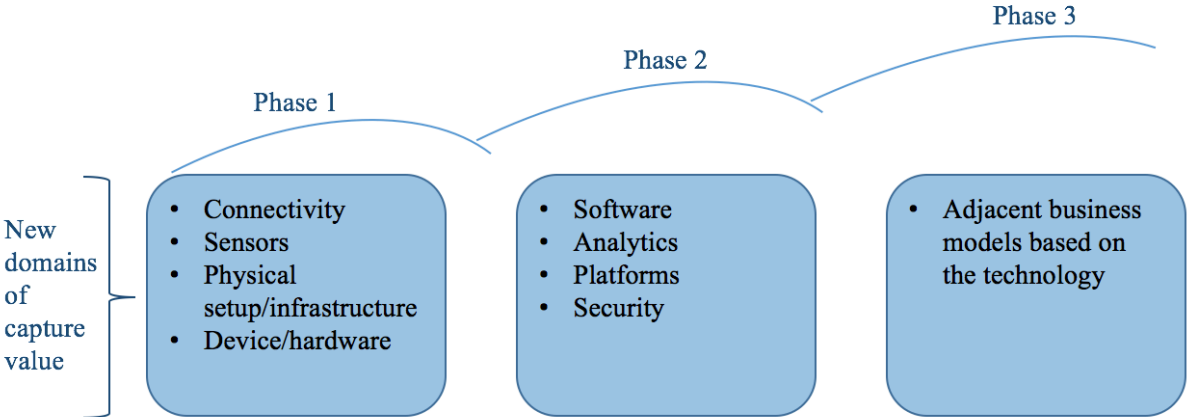 Phase 3
Phase 2
Phase 1
New
domains
of
capture
value
• Connectivity
• Sensors
• Physical
setup/infrastructure
• Device/hardware
• Software
• Analytics
• Platforms
• Security
• Adjacent business
models based on
the technology